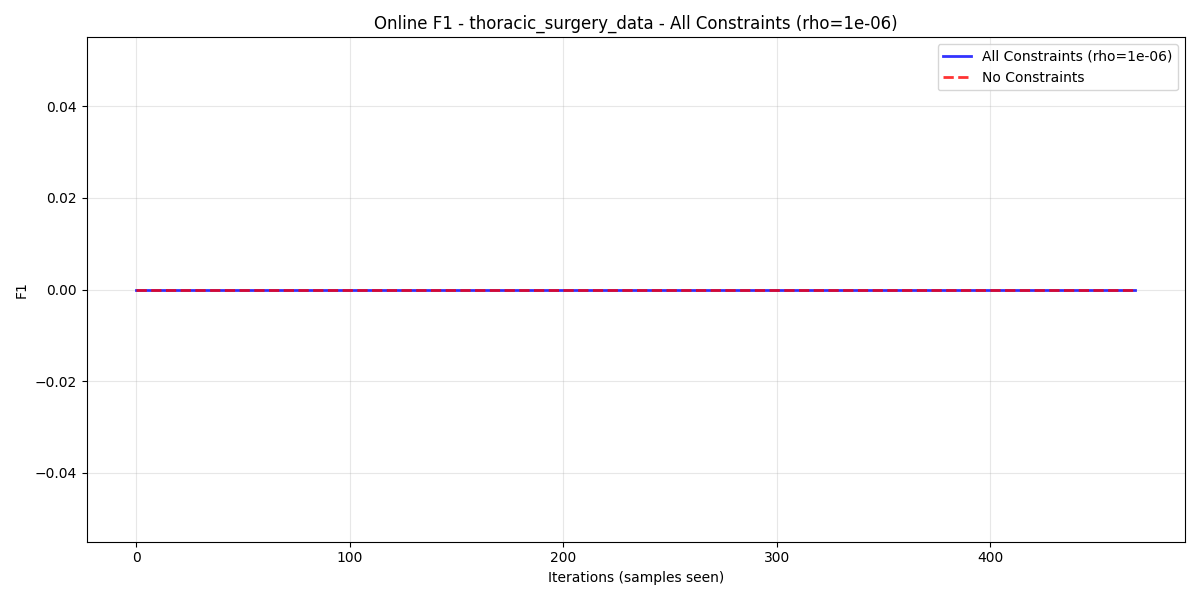 Online F1 - thoracic_surgery_data - All Constraints (rho=1e-06)
All Constraints (rho=1e-06)
No Constraints
0.04
0.02
0.00
−0.02
−0.04
F1
0 100 200 300 400
Iterations (samples seen)